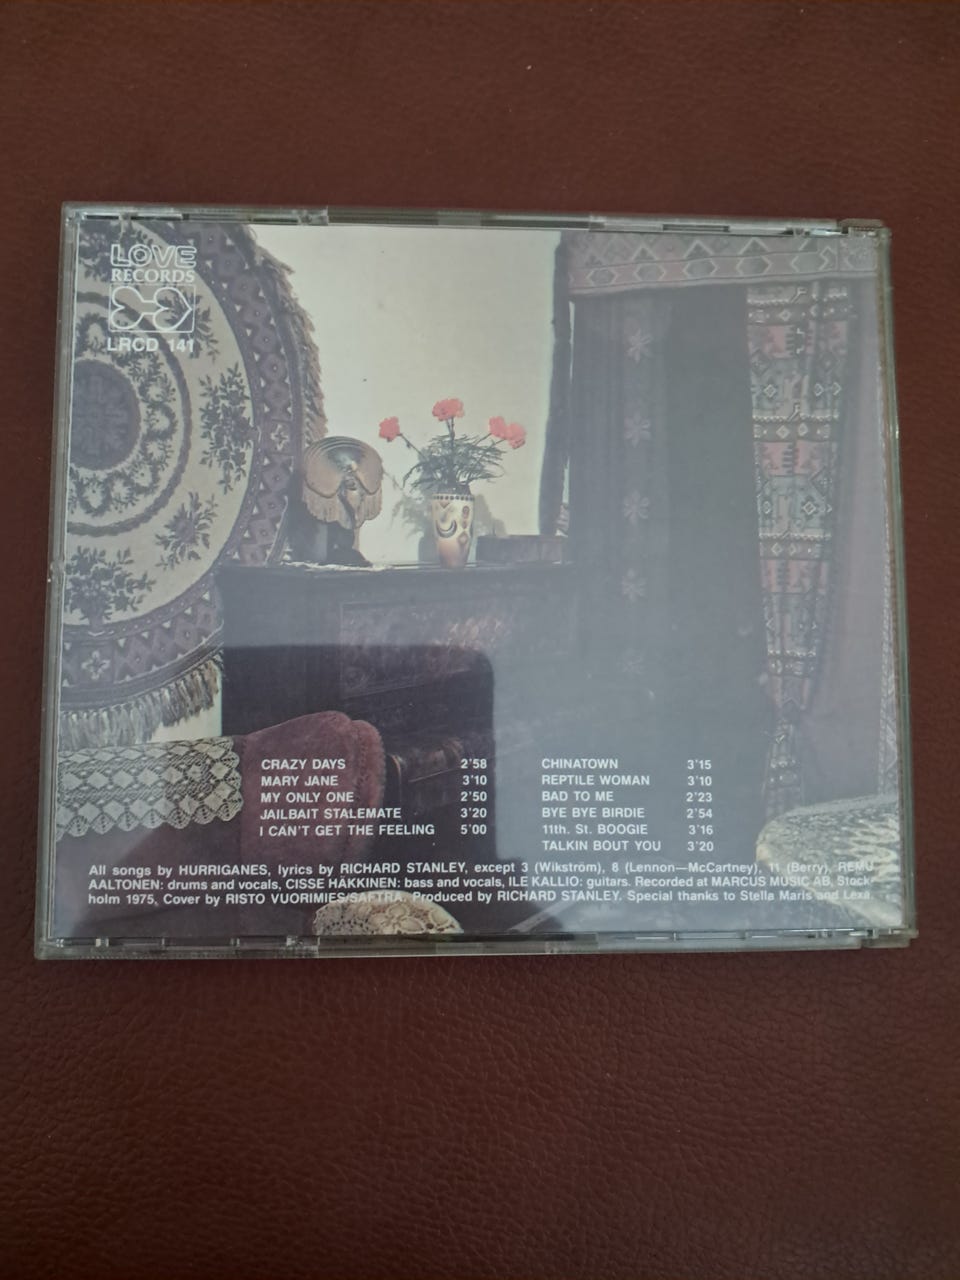 LOVE
RECORDS
LRCD 141
CRAZY DAYS 2'58
MARY JANE 3'10
MY ONLY ONE 2'50
JAILBAIT STALEMATE 3'20
I CAN'T GET THE FEELING 5'00
CHINATOWN 3'15
REPTILE WOMAN 3'10
BAD TO ME 2'23
BYE BYE BIRDIE 2'54
11th. St. BOOGIE 3'16
TALKIN BOUT YOU 3'20
All songs by HURRIGANES, lyrics by RICHARD STANLEY, except 3 (Wikström), 8 (Lennon—McCartney), 11 (Berry), REMU
AALTONEN: drums and vocals, CISSE HÄKKINEN: bass and vocals, ILE KALLIO: guitars. Recorded at MARCUS MUSIC AB, Stock-
holm 1975, Cover by RISTO VUORIMIES/SAFTRA. Produced by RICHARD STANLEY. Special thanks to Stella Maris and Lexa.